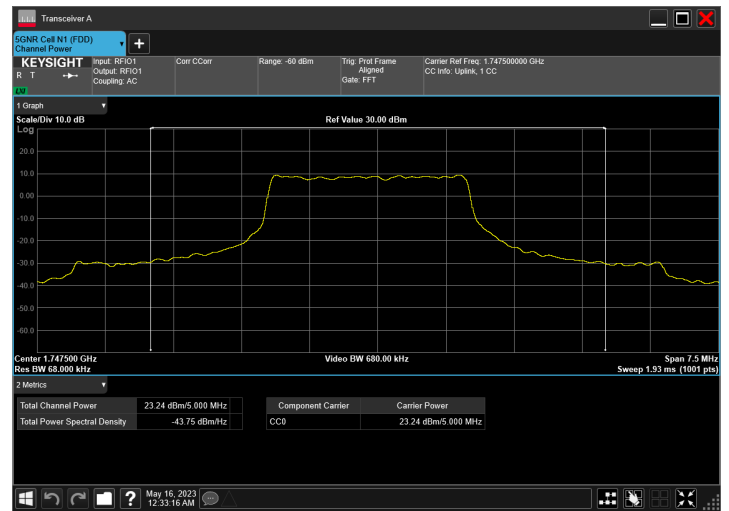 Transceiver A
5GNR Cell N1 (FDD)
Channel Power
KEYSIGHT
R T
LXI
Input: RFIO1
Output: RFIO1
Coupling: AC
Corr CCorr
Range: -60 dBm
Trig: Prot Frame
Aligned
Gate: FFT
Carrier Ref Freq: 1.747500000 GHz
CC Info: Uplink, 1 CC
1 Graph
Scale/Div 10.0 dB
Ref Value 30.00 dBm
Log
20.0
10.0
0.00
-10.0
-20.0
-30.0
-40.0
-50.0
-60.0
Center 1.747500 GHz
Video BW 680.00 kHz
Span 7.5 MHz
Res BW 68.000 kHz
Sweep 1.93 ms (1001 pts)
2 Metrics
Total Channel Power 23.24 dBm/5.000 MHz
Total Power Spectral Density -43.75 dBm/Hz
Component Carrier Carrier Power
CC0 23.24 dBm/5.000 MHz
?
May 16, 2023
12:33:16 AM